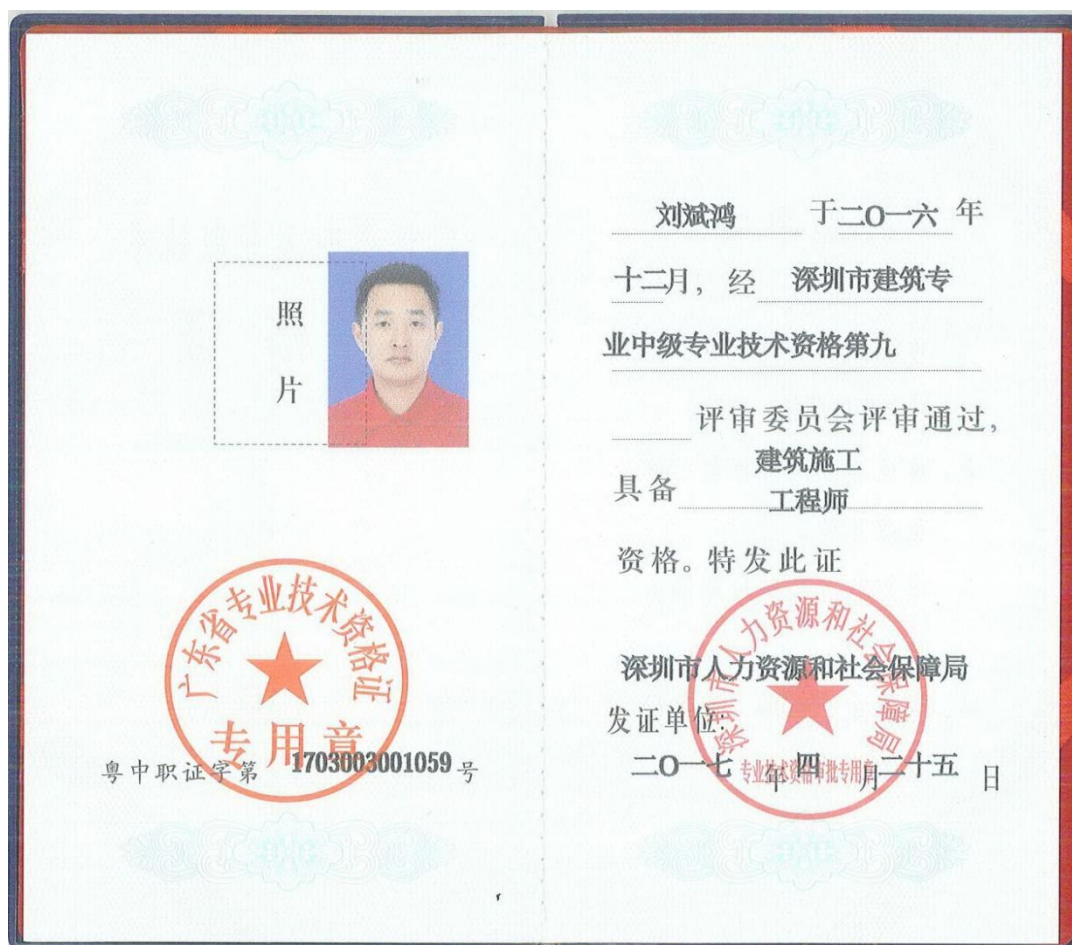 照
片
广东省专业技术资格证
专用章
粤中职证字第 1703003001059 号
刘斌鸿 于二〇一六 年
十二月，经 深圳市建筑专
业中级专业技术资格第九
评审委员会评审通过，
建筑施工
具备
工程师
资格。特发此证
深圳市人力资源和社会保障局
深圳市人力资源和社会保障局
发证单位：
二〇一七 年 四 月二十五 日
专业技术资格审批专用章